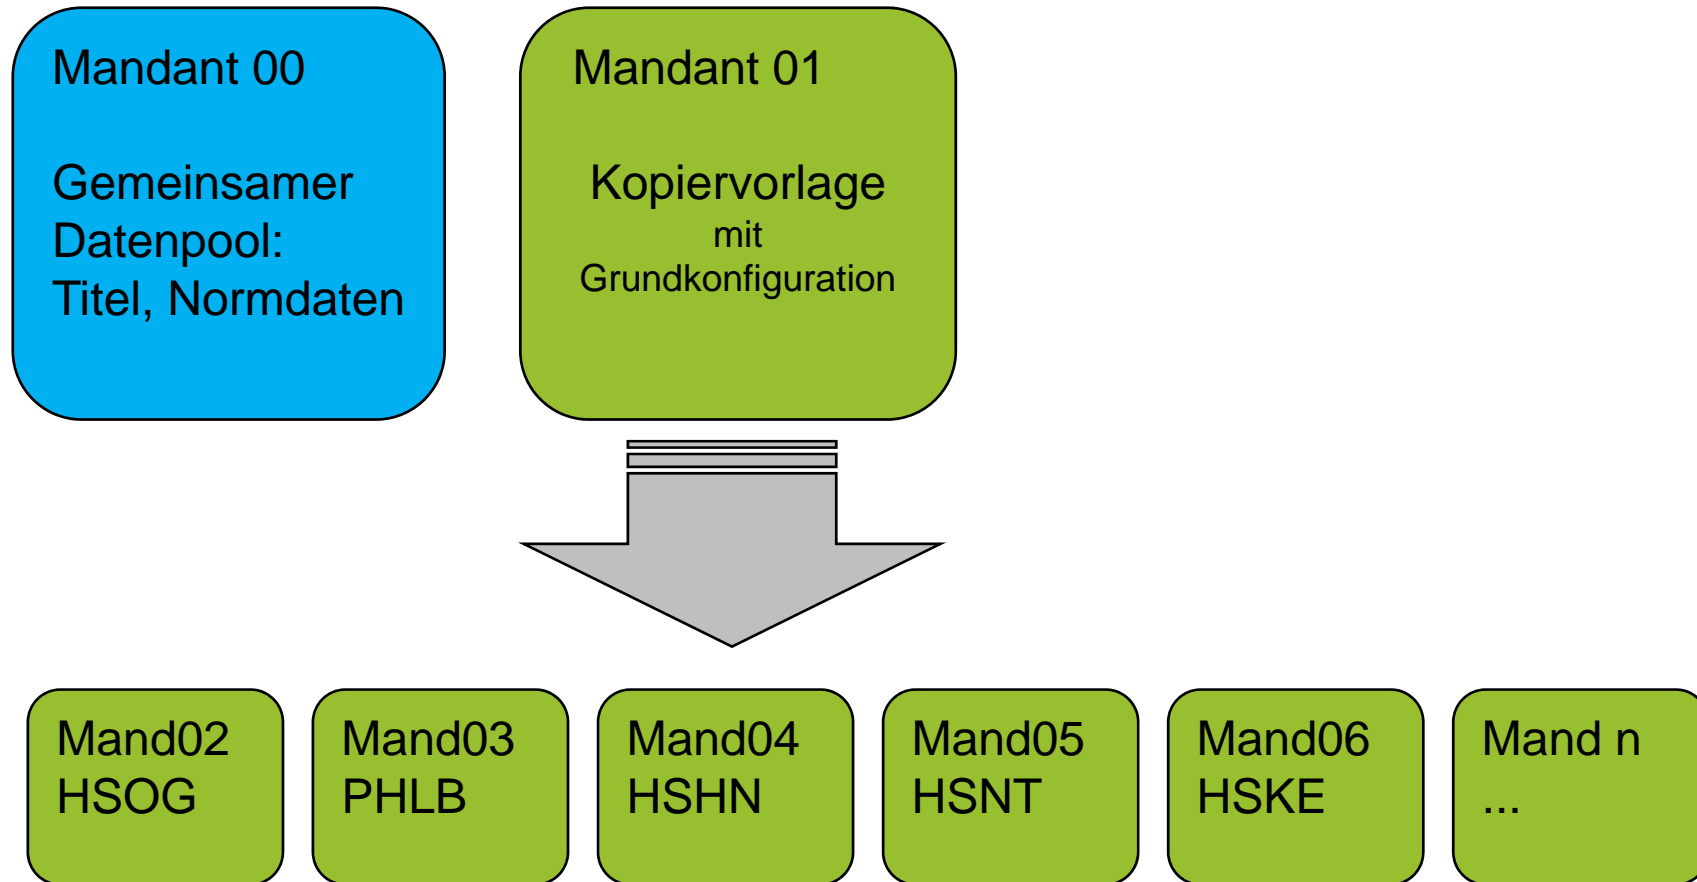 Mandant 00
Gemeinsamer
Datenpool:
Titel, Normdaten
Mandant 01
Kopiervorlage
mit
Grundkonfiguration
Mand02
HSOG
Mand03
PHLB
Mand04
HSHN
Mand05
HSNT
Mand06
HSKE
Mand n
...